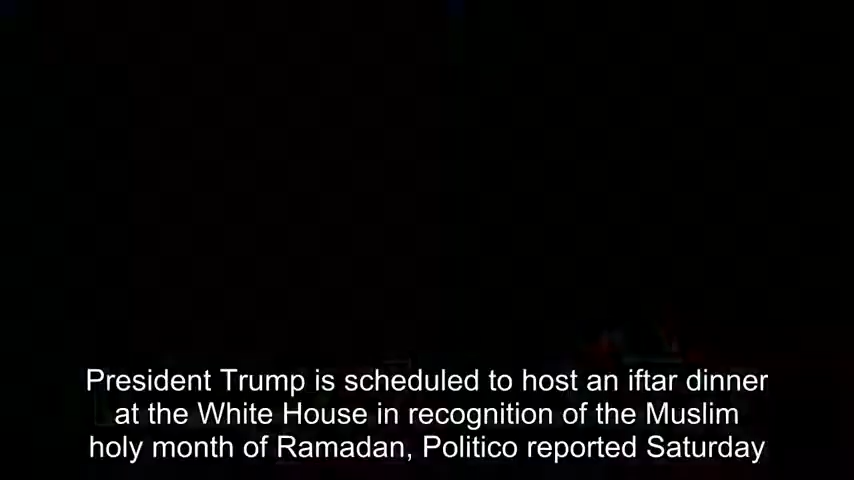 President Trump is scheduled to host an iftar dinner
at the White House in recognition of the Muslim
holy month of Ramadan, Politico reported Saturday